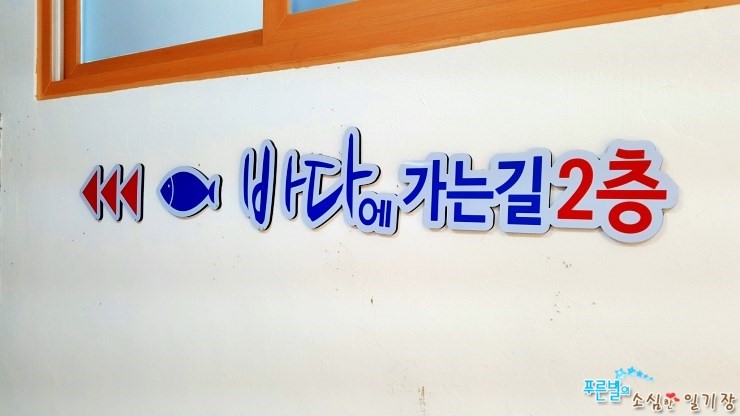 바다에 가는길 2층
푸른별의 소심한 일기장